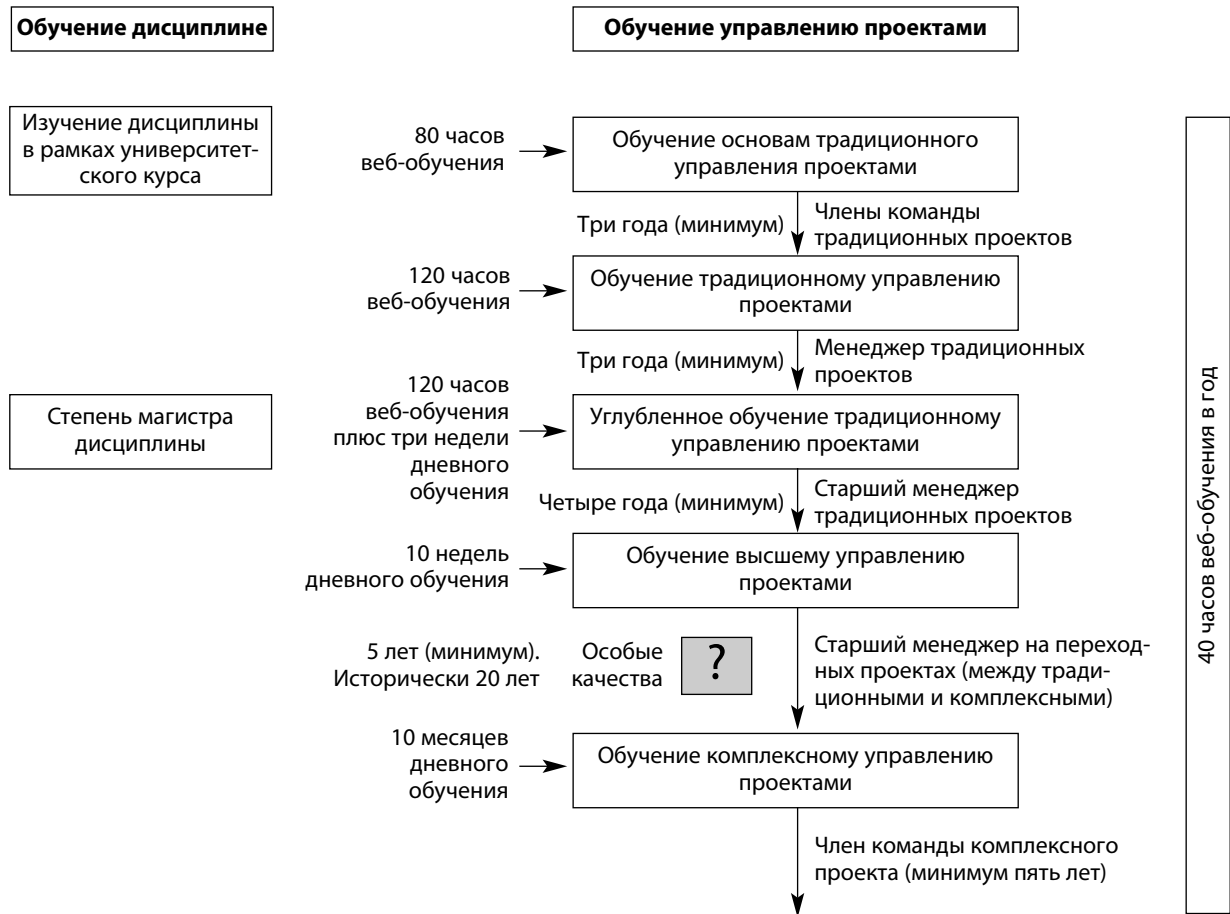 Обучение дисциплине
Обучение управлению проектами
Изучение дисциплины
в рамках университет-
ского курса
80 часов
веб-обучения
Обучение основам традиционного
управления проектами
Три года (минимум)
Члены команды
традиционных проектов
120 часов
веб-обучения
Обучение традиционному управлению
проектами
Три года (минимум)
Менеджер традиционных
проектов
Степень магистра
дисциплины
120 часов
веб-обучения
плюс три недели
дневного
обучения
Углубленное обучение традиционному
управлению проектами
Четыре года (минимум)
Старший менеджер
традиционных проектов
10 недель
дневного обучения
Обучение высшему управлению
проектами
5 лет (минимум).
Исторически 20 лет
Особые
качества
?
Старший менеджер на переход-
ных проектах (между тради-
ционными и комплексными)
10 месяцев
дневного
обучения
Обучение комплексному управлению
проектами
Член команды комплексного
проекта (минимум пять лет)
40 часов веб-обучения в год